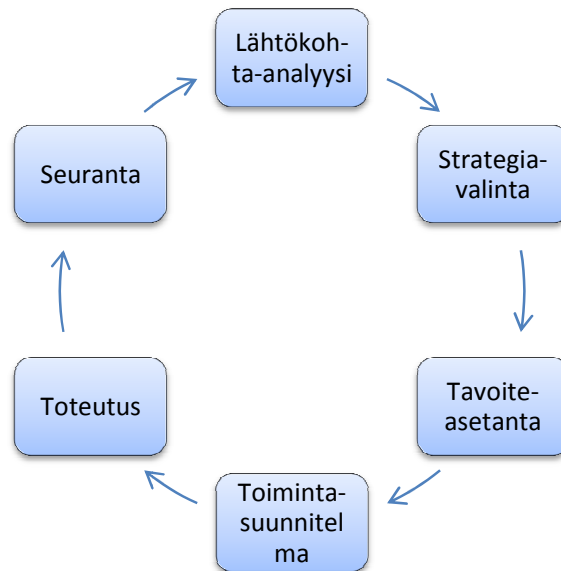 Lähtökoh-
ta-analyysi
Strategia-
valinta
Tavoite-
asetanta
Toiminta-
suunnitel
ma
Toteutus
Seuranta